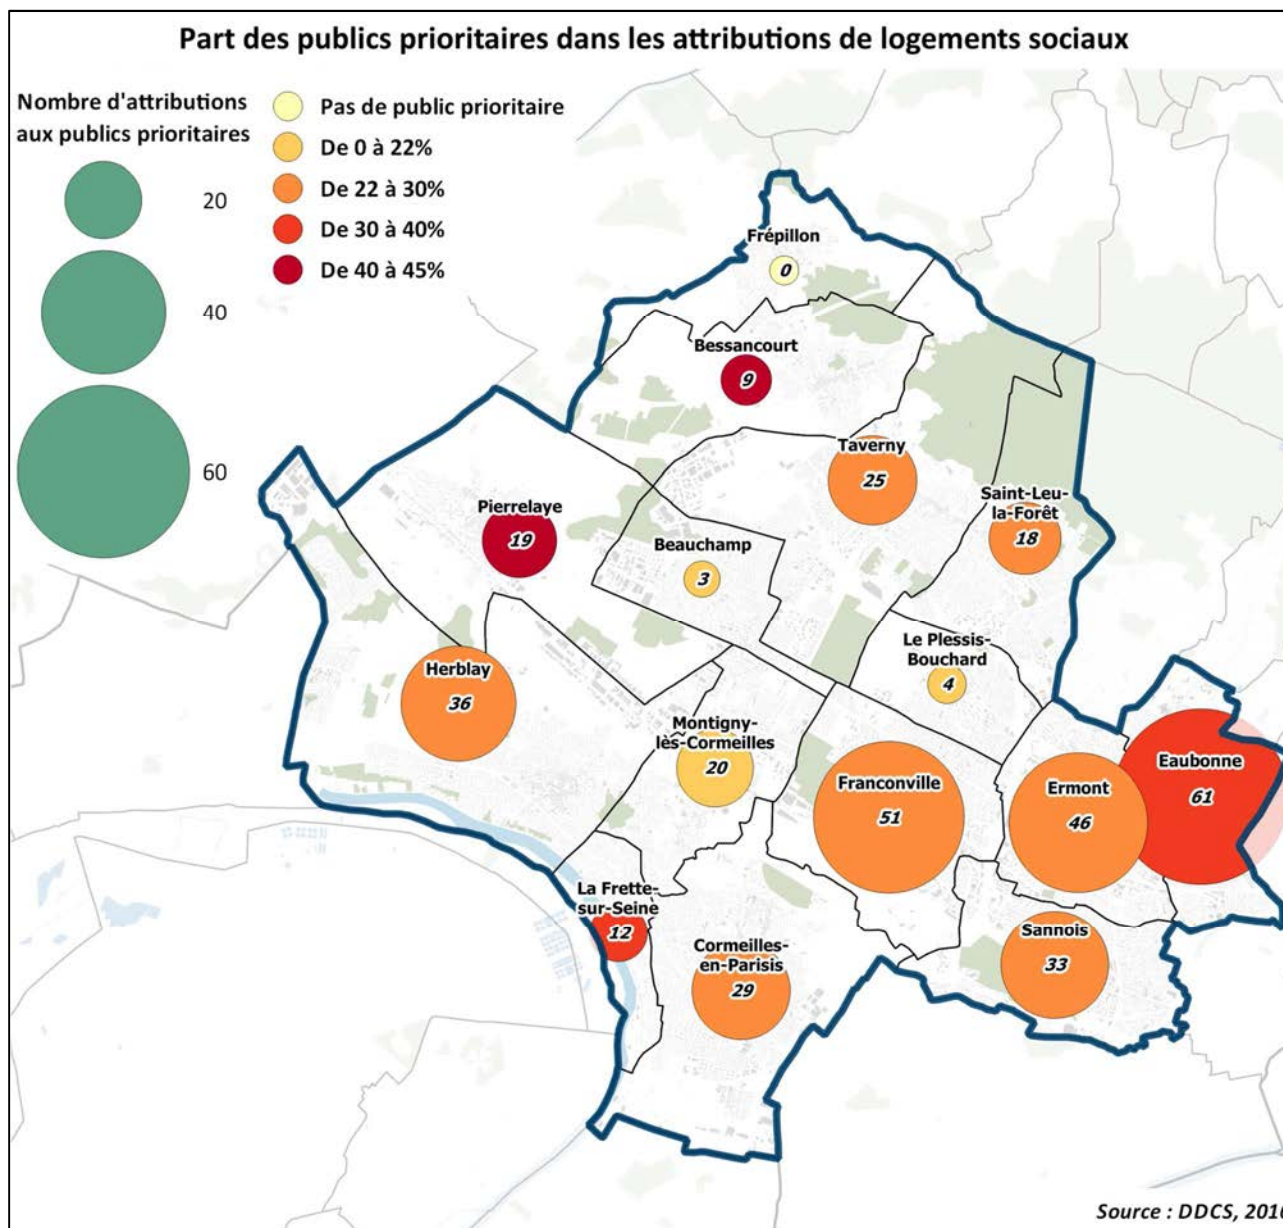 Part des publics prioritaires dans les attributions de logements sociaux
Nombre d'attributions
aux publics prioritaires
20
40
60
Pas de public prioritaire
De 0 à 22%
De 22 à 30%
De 30 à 40%
De 40 à 45%
Frépillon
0
Bessancourt
9
Taverny
25
Saint-Leu-
la-Forêt
18
Pierrelaye
19
Beauchamp
3
Le Plessis-
Bouchard
4
Herblay
36
Montigny-
lès-Cormeilles
20
Franconville
51
Ermont
46
Eaubonne
61
La Frette-
sur-Seine
12
Cormeilles-
en-Parisis
29
Sannois
33
Source : DDCS, 2016